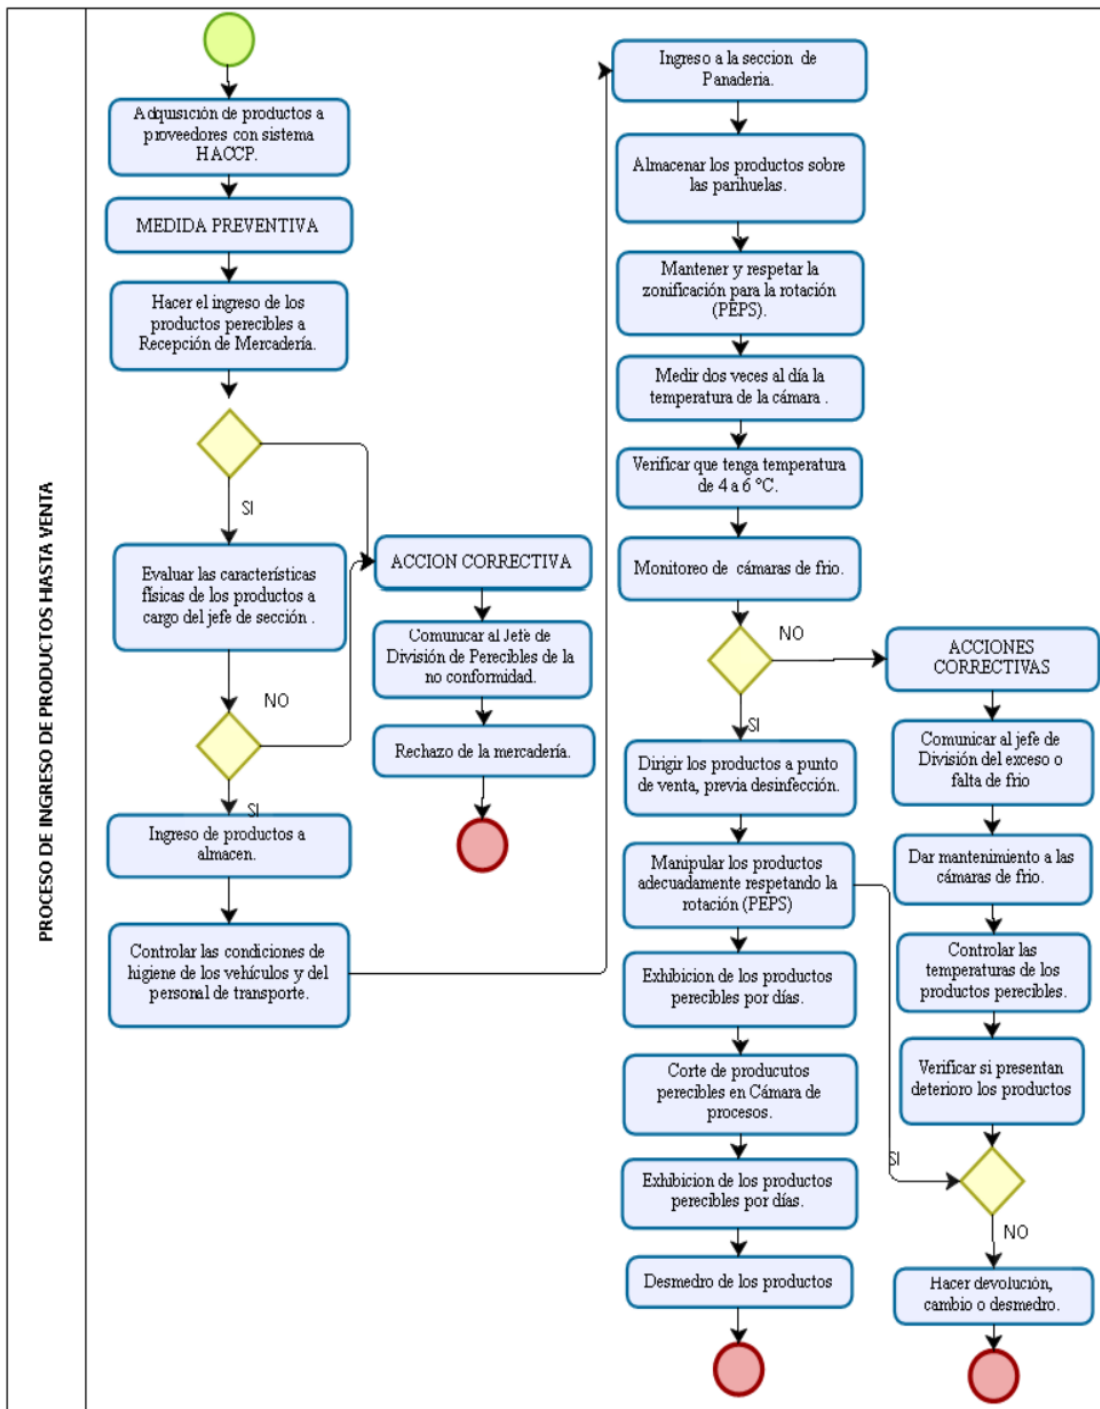 PROCESO DE INGRESO DE PRODUCTOS HASTA VENTA
Adquisición de productos a
proveedores con sistema
HACCP.
MEDIDA PREVENTIVA
Hacer el ingreso de los
productos perecibles a
Recepción de Mercadería.
SI
Evaluar las características
físicas de los productos a
cargo del jefe de sección .
NO
SI
Ingreso de productos a
almacen.
Controlar las condiciones de
higiene de los vehículos y del
personal de transporte.
ACCION CORRECTIVA
Comunicar al Jefe de
División de Perecibles de la
no conformidad.
Rechazo de la mercadería.
Ingreso a la seccion de
Panaderia.
Almacenar los productos sobre
las parihuelas.
Mantener y respetar la
zonificación para la rotación
(PEPS).
Medir dos veces al día la
temperatura de la cámara .
Verificar que tenga temperatura
de 4 a 6 °C.
Monitoreo de cámaras de frio.
NO
SI
Dirigir los productos a punto
de venta, previa desinfección.
Manipular los productos
adecuadamente respetando la
rotación (PEPS)
Exhibicion de los productos
perecibles por días.
Corte de producutos
perecibles en Cámara de
procesos.
Exhibicion de los productos
perecibles por días.
Desmedro de los productos
ACCIONES
CORRECTIVAS
Comunicar al jefe de
División del exceso o
falta de frio
Dar mantenimiento a las
cámaras de frio.
Controlar las
temperaturas de los
productos perecibles.
Verificar si presentan
deterioro los productos
SI
NO
Hacer devolución,
cambio o desmedro.